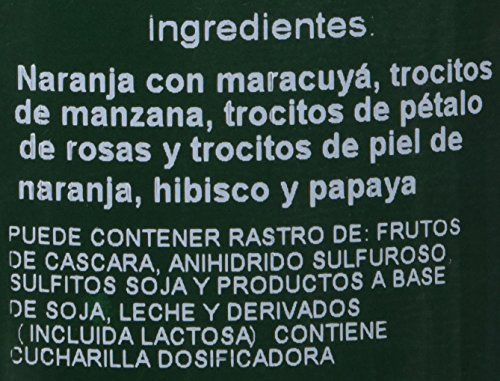 Ingredientes:
Naranja con maracuyá, trocitos
de manzana, trocitos de pétalo
de rosas y trocitos de piel de
naranja, hibisco y papaya
PUEDE CONTENER RASTRO DE: FRUTOS
DE CASCARA, ANIHIDRIDO SULFUROSO,
SULFITOS SOJA Y PRODUCTOS A BASE
DE SOJA, LECHE Y DERIVADOS
(INCLUIDA LACTOSA) CONTIENE
CUCHARILLA DOSIFICADORA